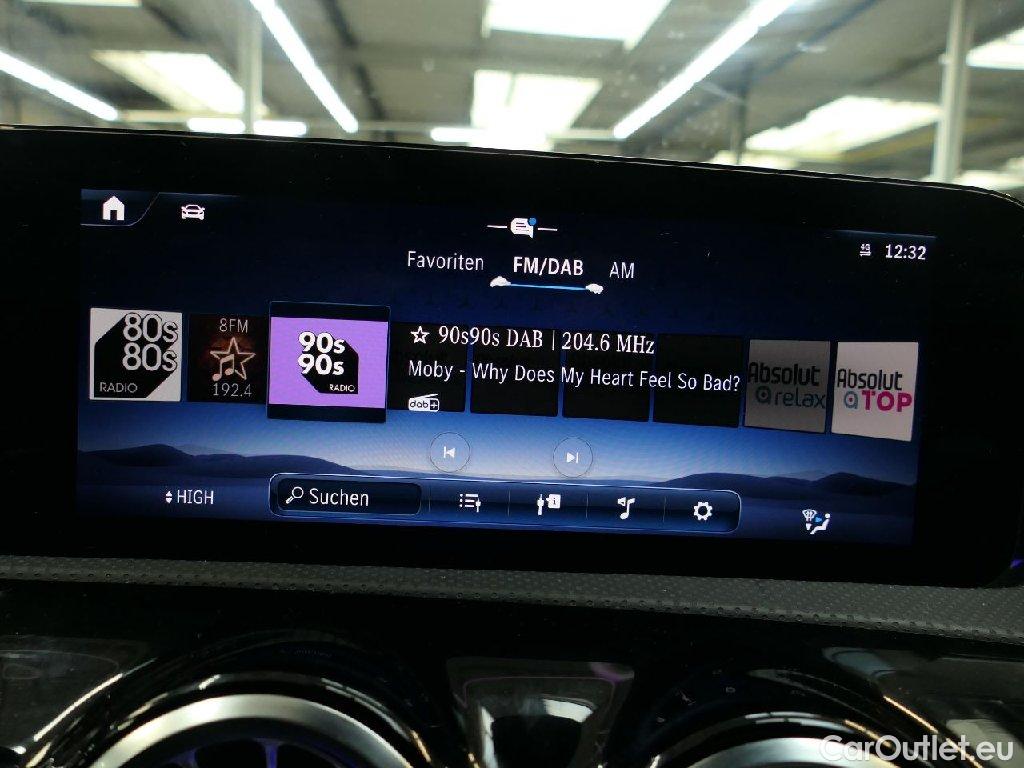 4G 12:32
Favoriten FM/DAB AM
80s
80s
RADIO
8FM
192.4
90s
90s
RADIO
90s90s DAB | 204.6 MHz
Moby - Why Does My Heart Feel So Bad?
dab+
Absolut
relax
Absolut
TOP
HIGH
Suchen
CarOutlet.eu